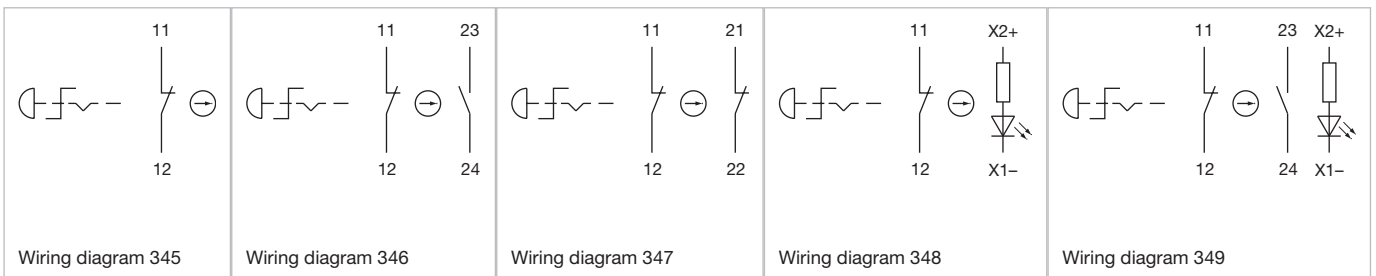 11
12
Wiring diagram 345
11 23
12 24
Wiring diagram 346
11 21
12 22
Wiring diagram 347
11 X2+
12 X1–
Wiring diagram 348
11 23 X2+
12 24 X1–
Wiring diagram 349